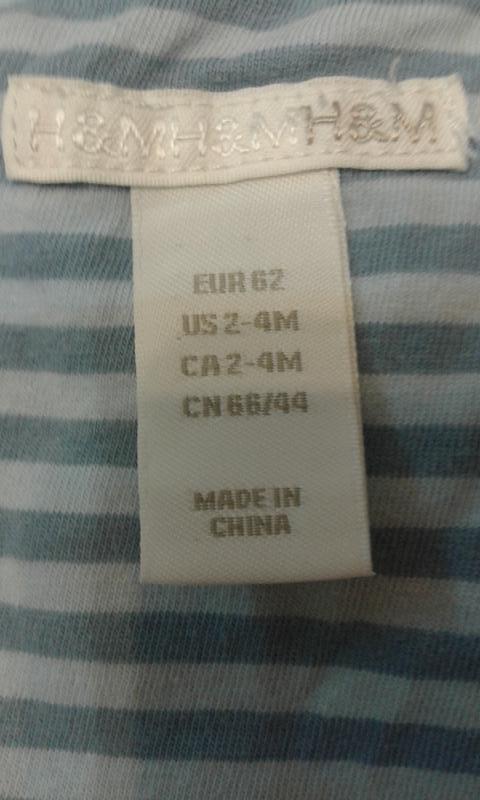 H&MH&MH&M
EUR 62
US 2-4M
CA 2-4M
CN 66/44
MADE IN
CHINA